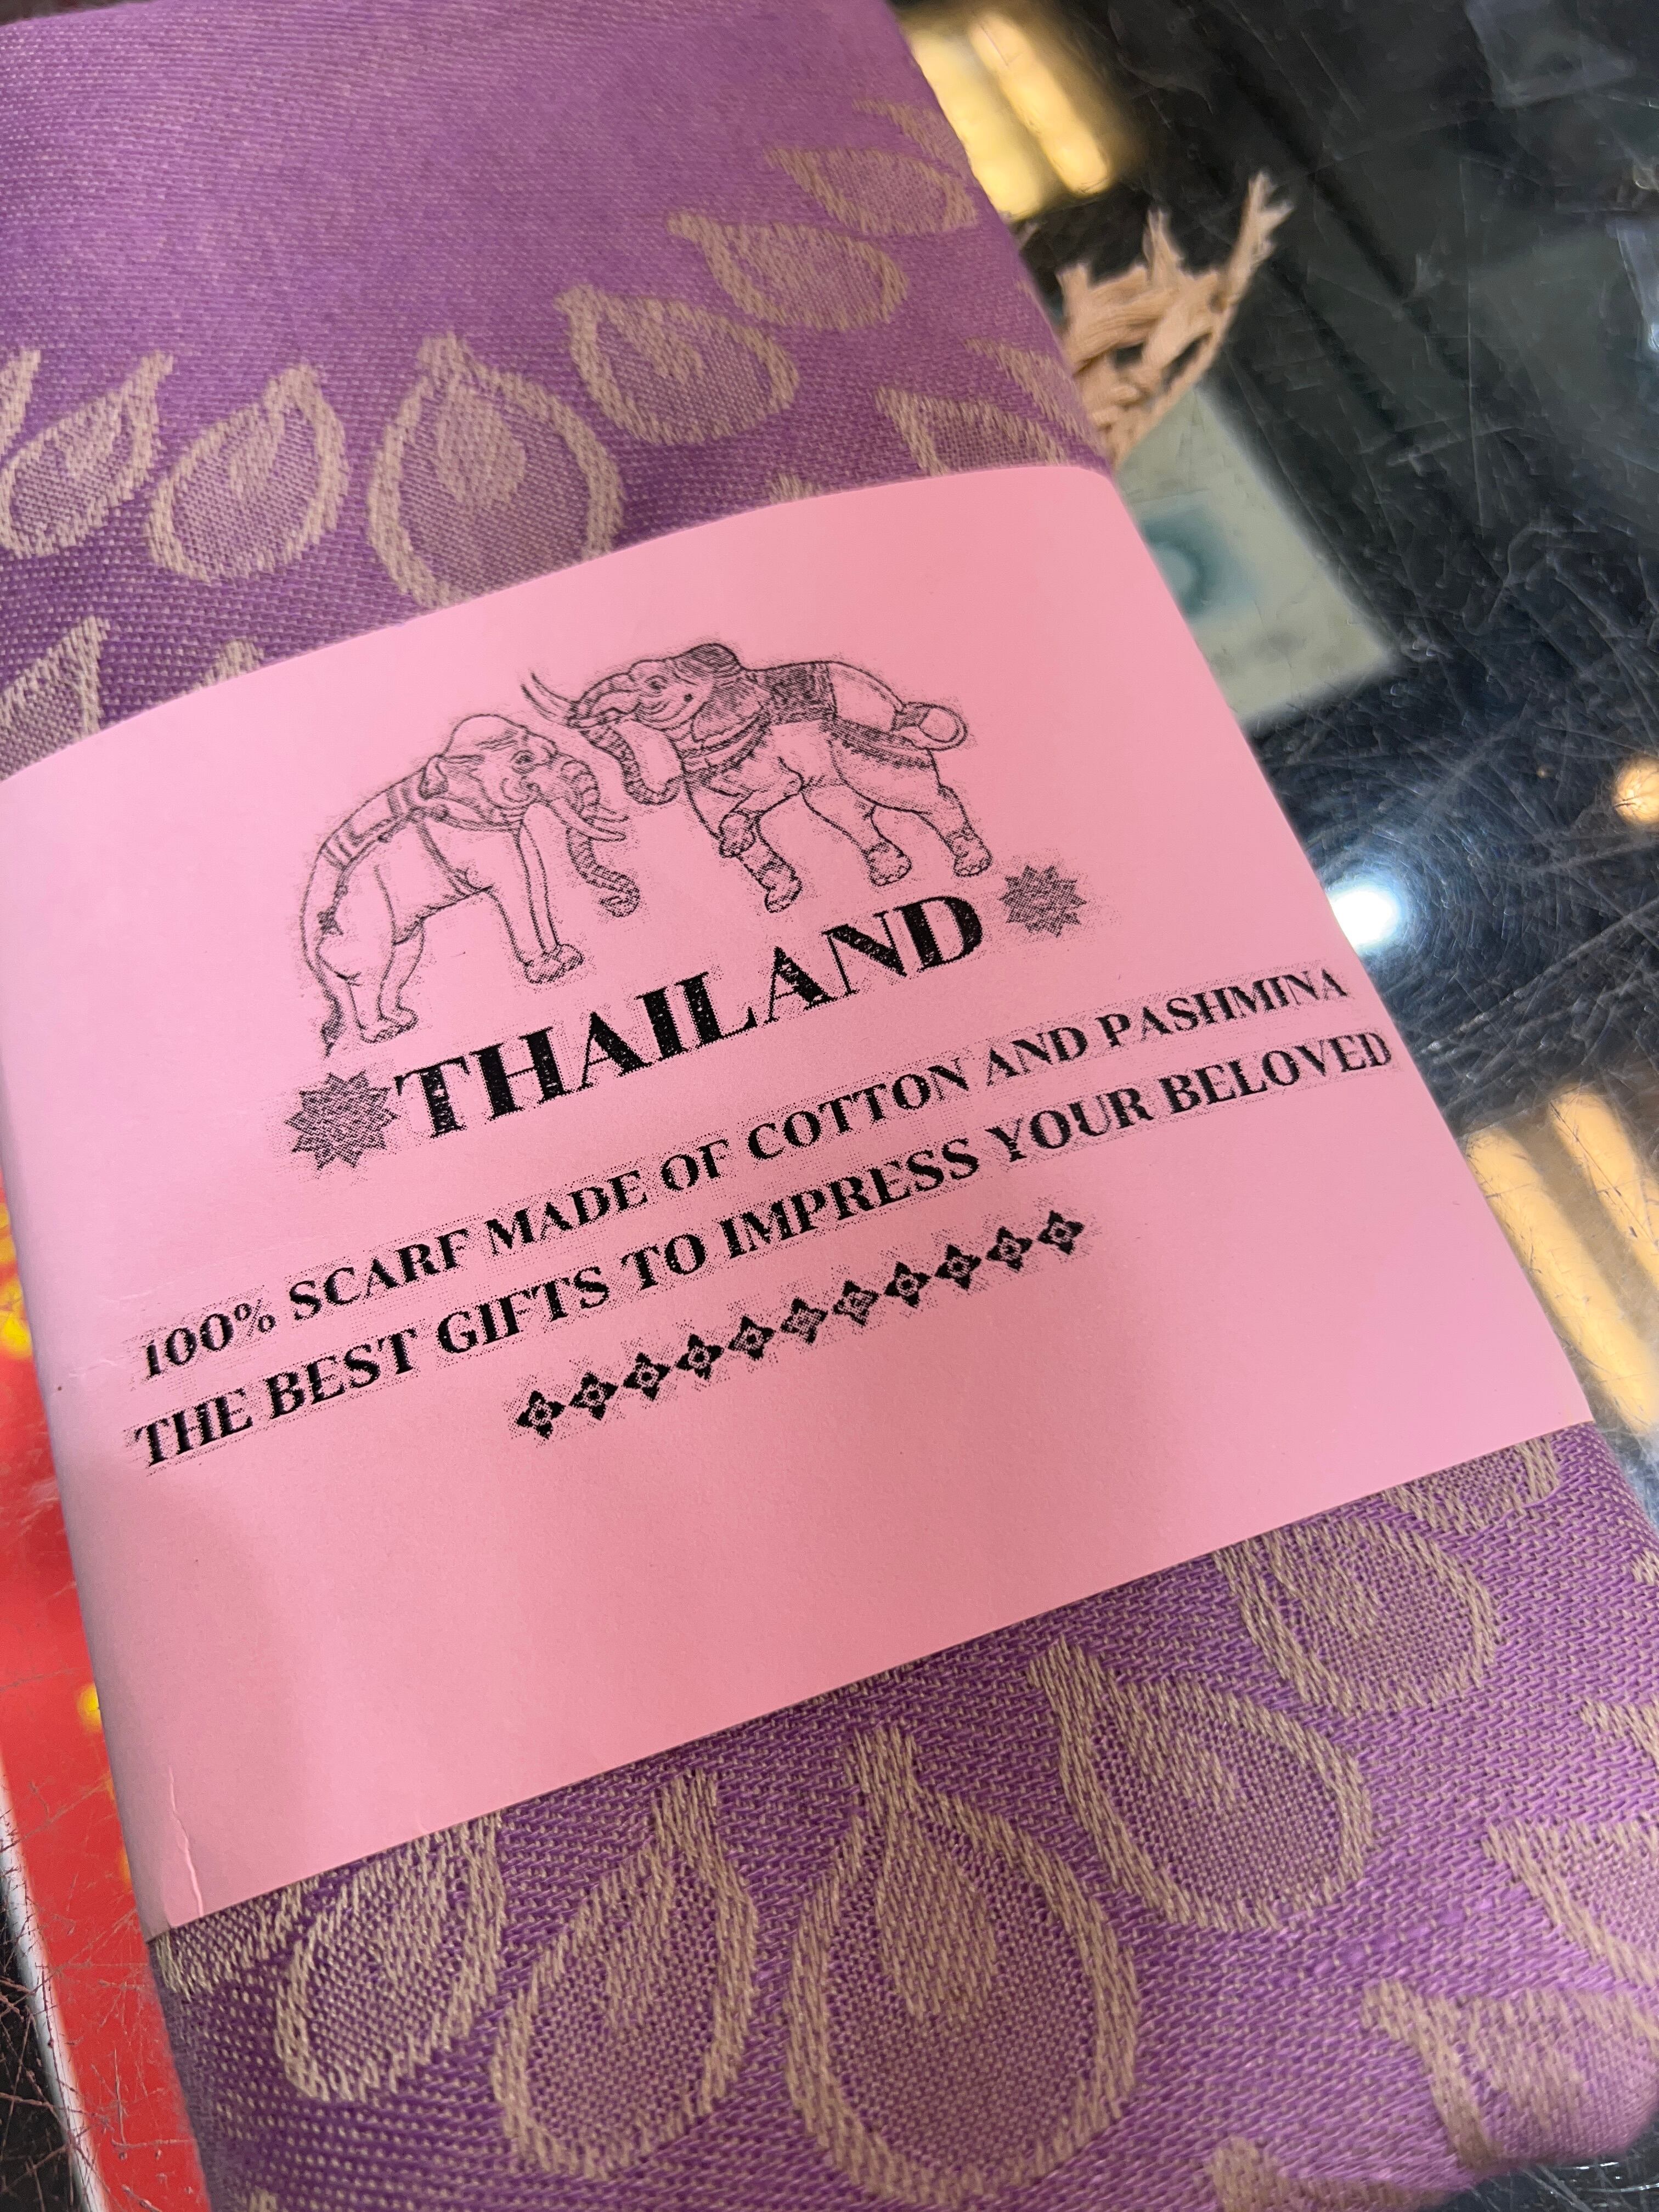 THAILAND
100% SCARF MADE OF COTTON AND PASHMINA
THE BEST GIFTS TO IMPRESS YOUR BELOVED